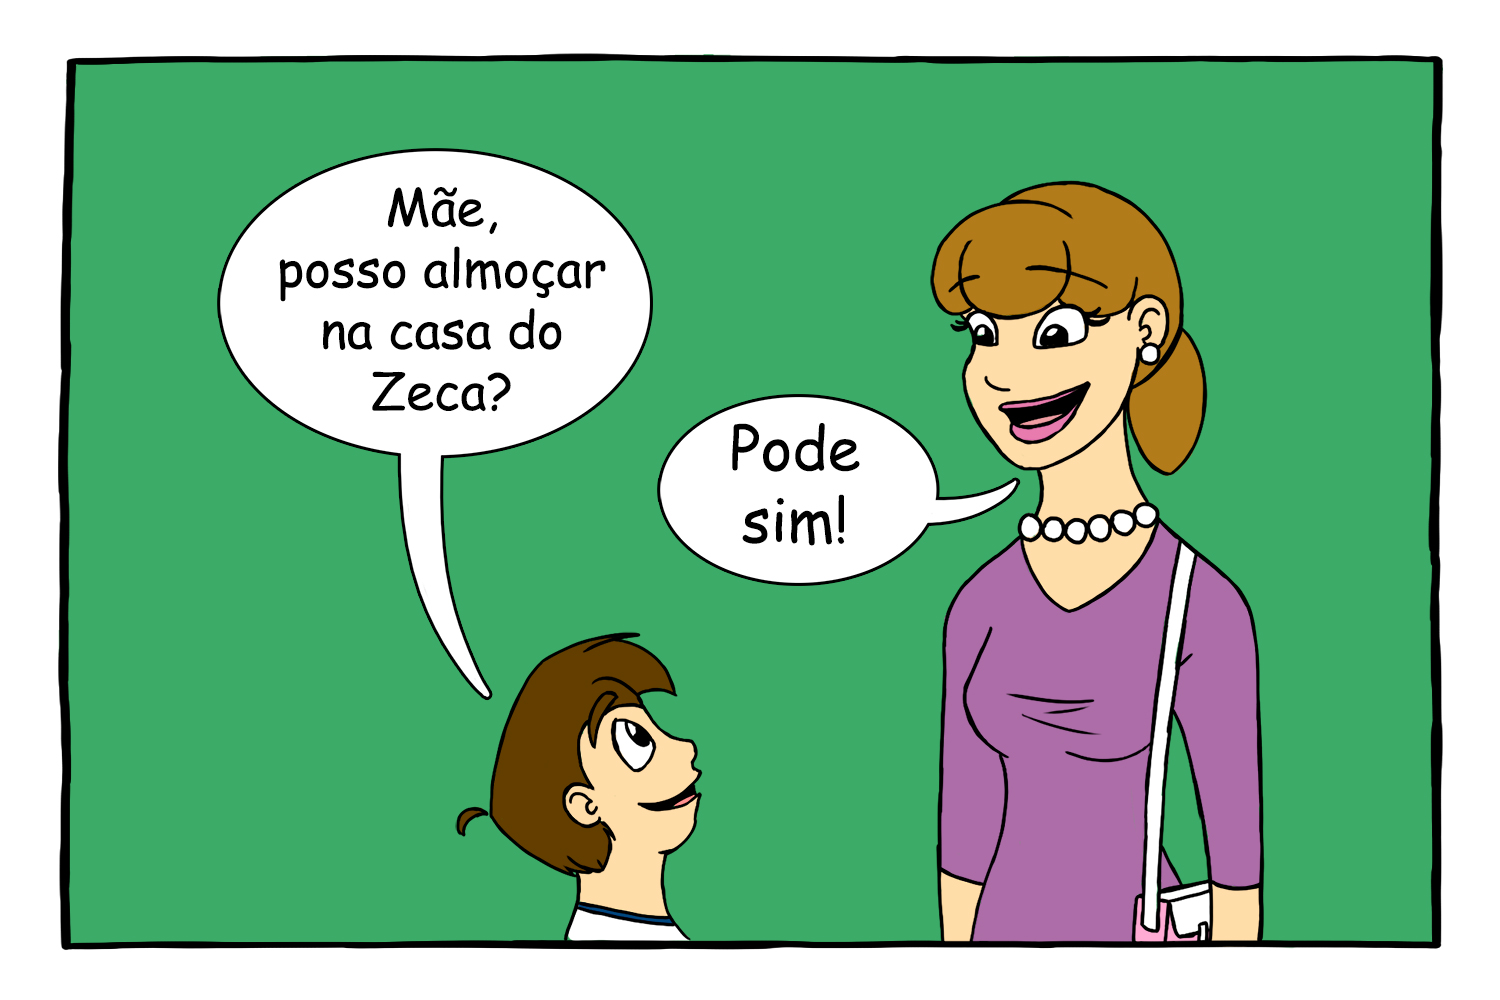 Mãe,
posso almoçar
na casa do
Zeca?
Pode
sim!